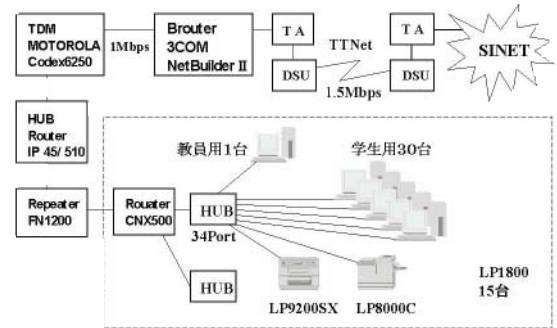 TDM
MOTOROLA
Codex6250
1Mbps
Brouter
3COM
NetBuilder II
T A
DSU
TTNet
1.5Mbps
T A
DSU
SINET
HUB
Router
IP 45/ 510
Repeater
FN1200
Rouater
CNX500
HUB
34Port
HUB
教員用1台
学生用30台
LP9200SX
LP8000C
LP1800
15台